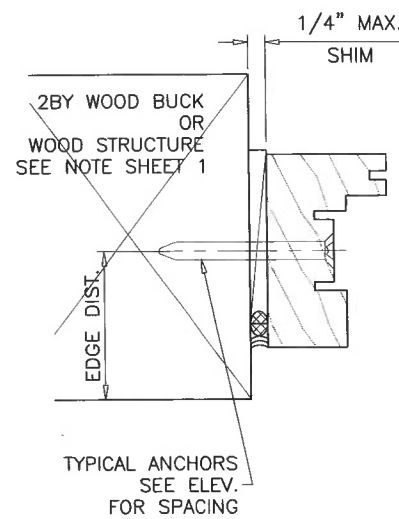 1/4" MAX.
SHIM
2BY WOOD BUCK
OR
WOOD STRUCTURE
SEE NOTE SHEET 1
EDGE DIST.
TYPICAL ANCHORS
SEE ELEV.
FOR SPACING